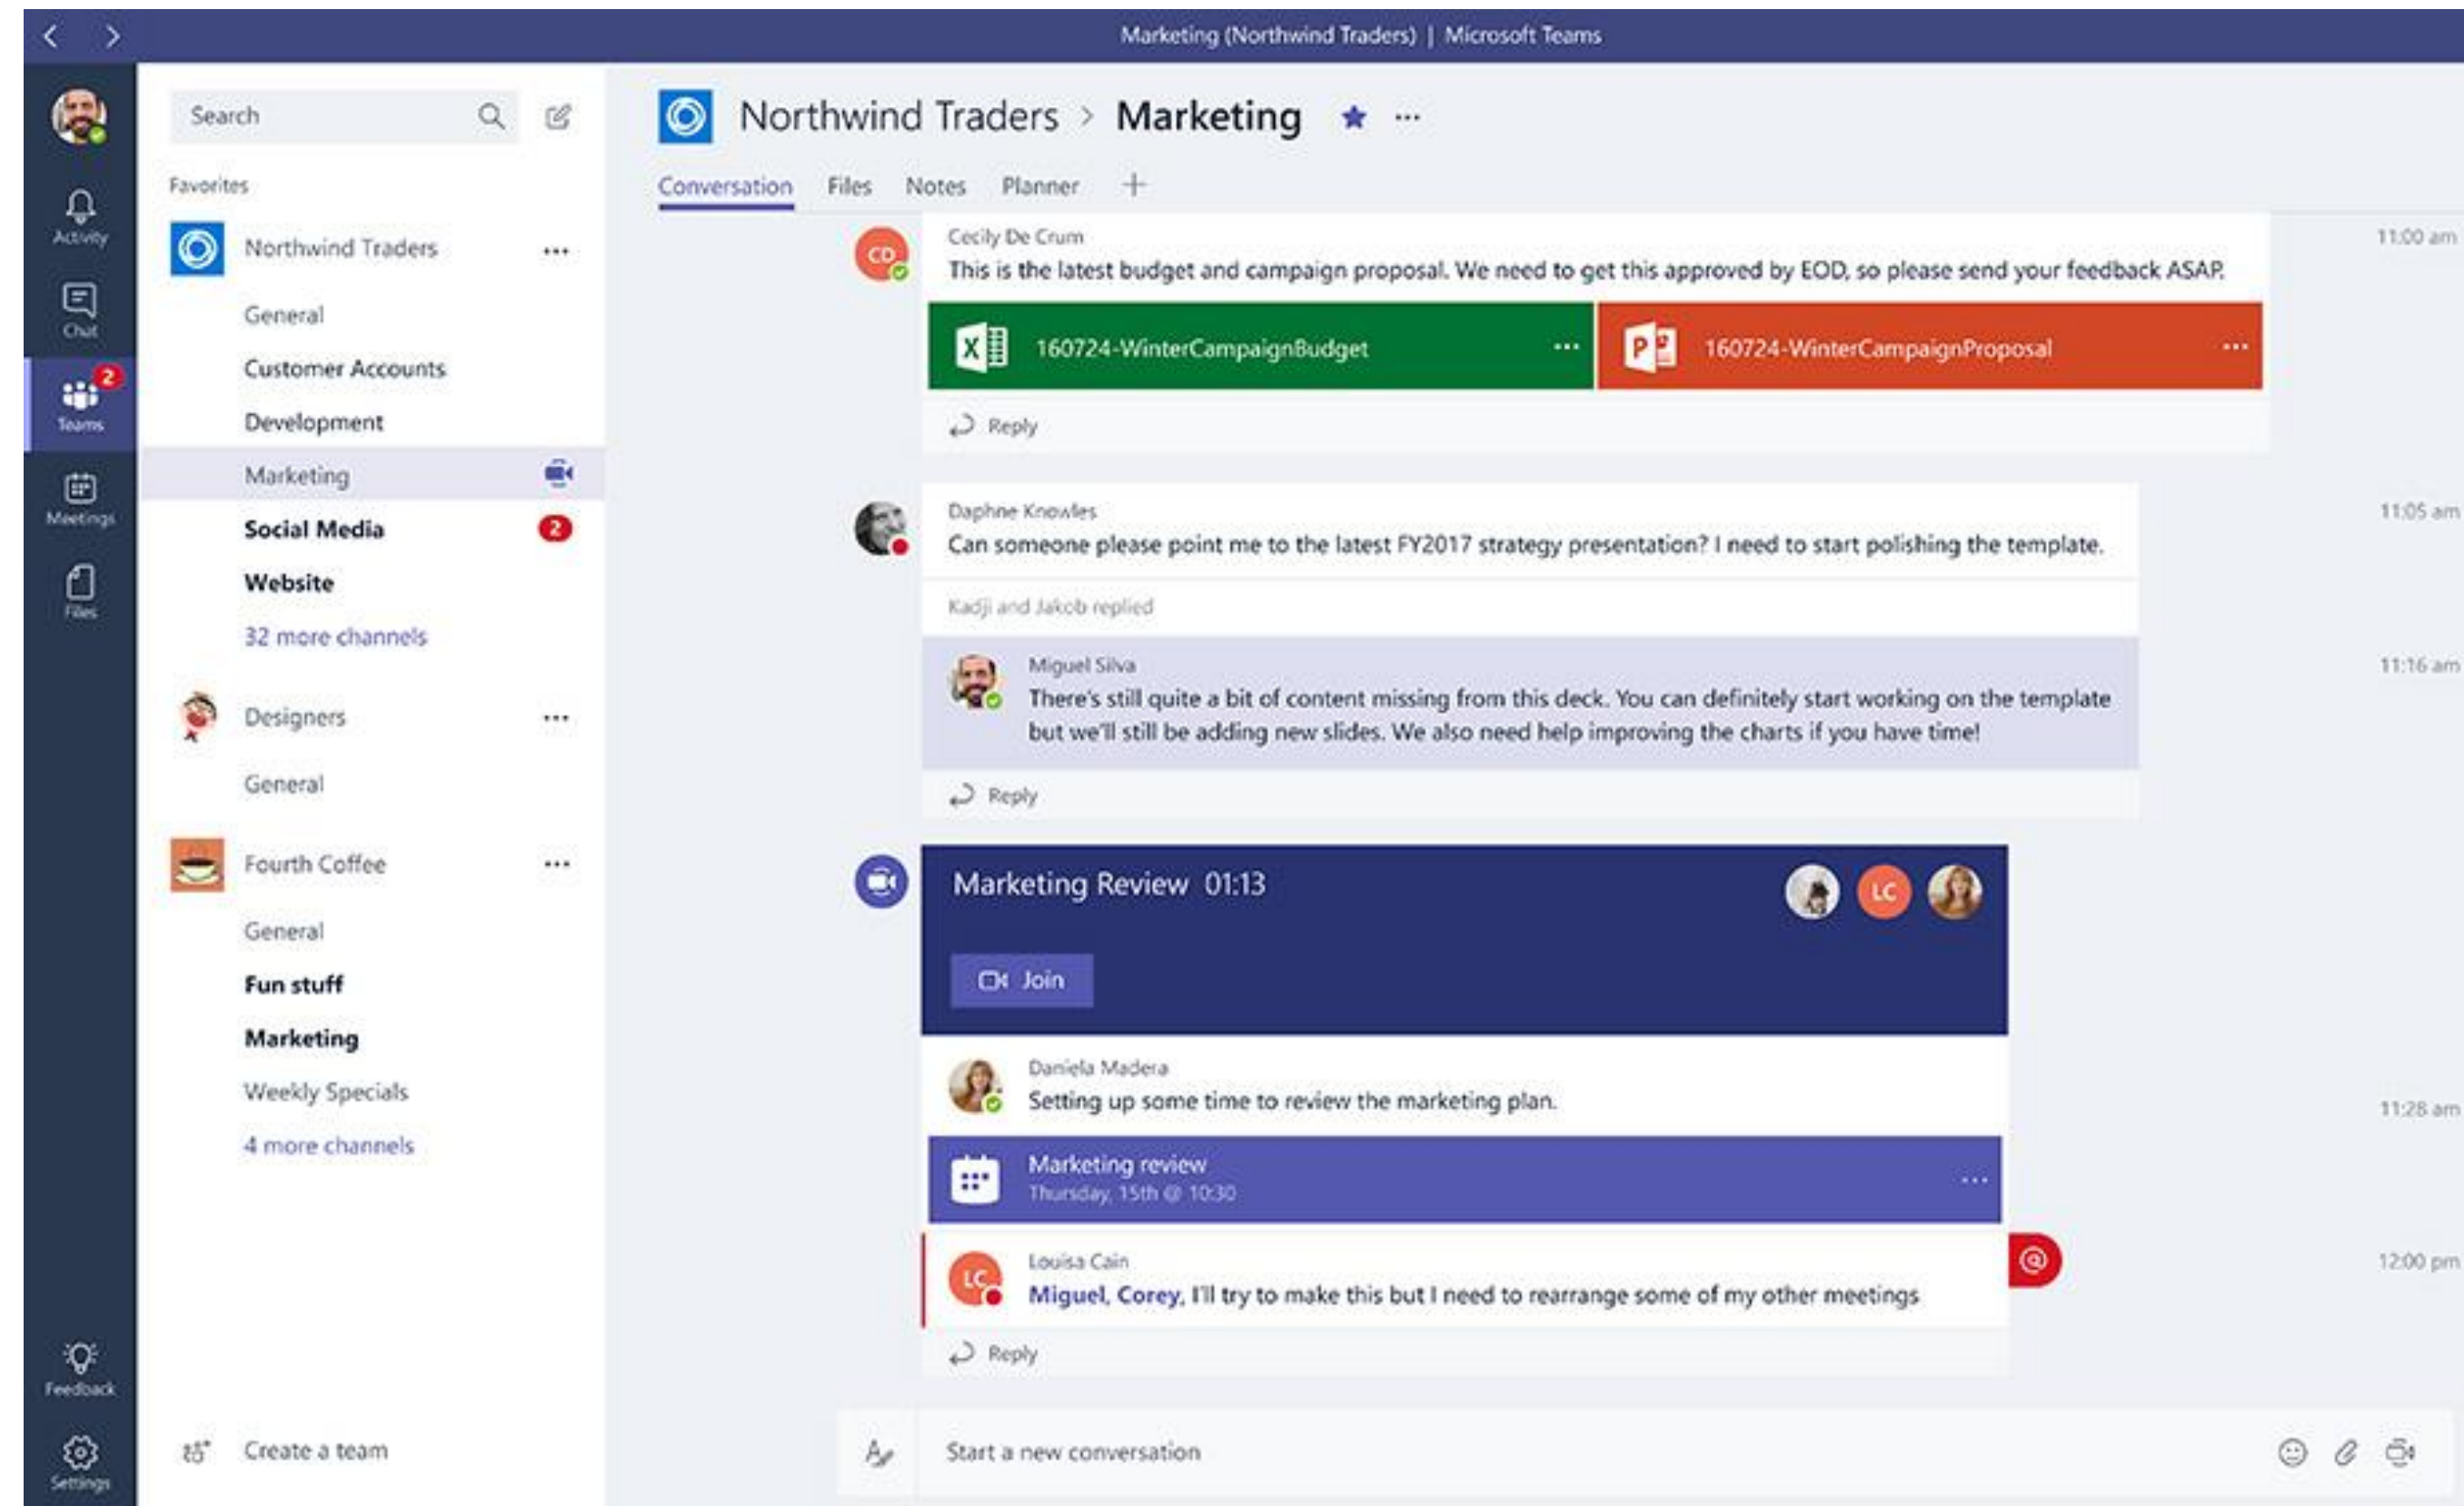 Marketing (Northwind Traders) | Microsoft Teams
Activity
Chat
2
Teams
Meetings
Files
Feedback
Settings
Search
Favorites
Northwind Traders
General
Customer Accounts
Development
Marketing
Social Media 2
Website
32 more channels
Designers
General
Fourth Coffee
General
Fun stuff
Marketing
Weekly Specials
4 more channels
Create a team
Northwind Traders > Marketing
Conversation Files Notes Planner
CD
Cecily De Crum 11:00 am
This is the latest budget and campaign proposal. We need to get this approved by EOD, so please send your feedback ASAP.
160724-WinterCampaignBudget
160724-WinterCampaignProposal
Reply
Daphne Knowles 11:05 am
Can someone please point me to the latest FY2017 strategy presentation? I need to start polishing the template.
Kadji and Jakob replied
Miguel Silva 11:16 am
There's still quite a bit of content missing from this deck. You can definitely start working on the template
but we'll still be adding new slides. We also need help improving the charts if you have time!
Reply
Marketing Review 01:13
LC
Join
Daniela Madera
Setting up some time to review the marketing plan. 11:28 am
Marketing review
Thursday, 15th @ 10:30
LC
Louisa Cain @ 12:00 pm
Miguel, Corey, I'll try to make this but I need to rearrange some of my other meetings
Reply
Start a new conversation